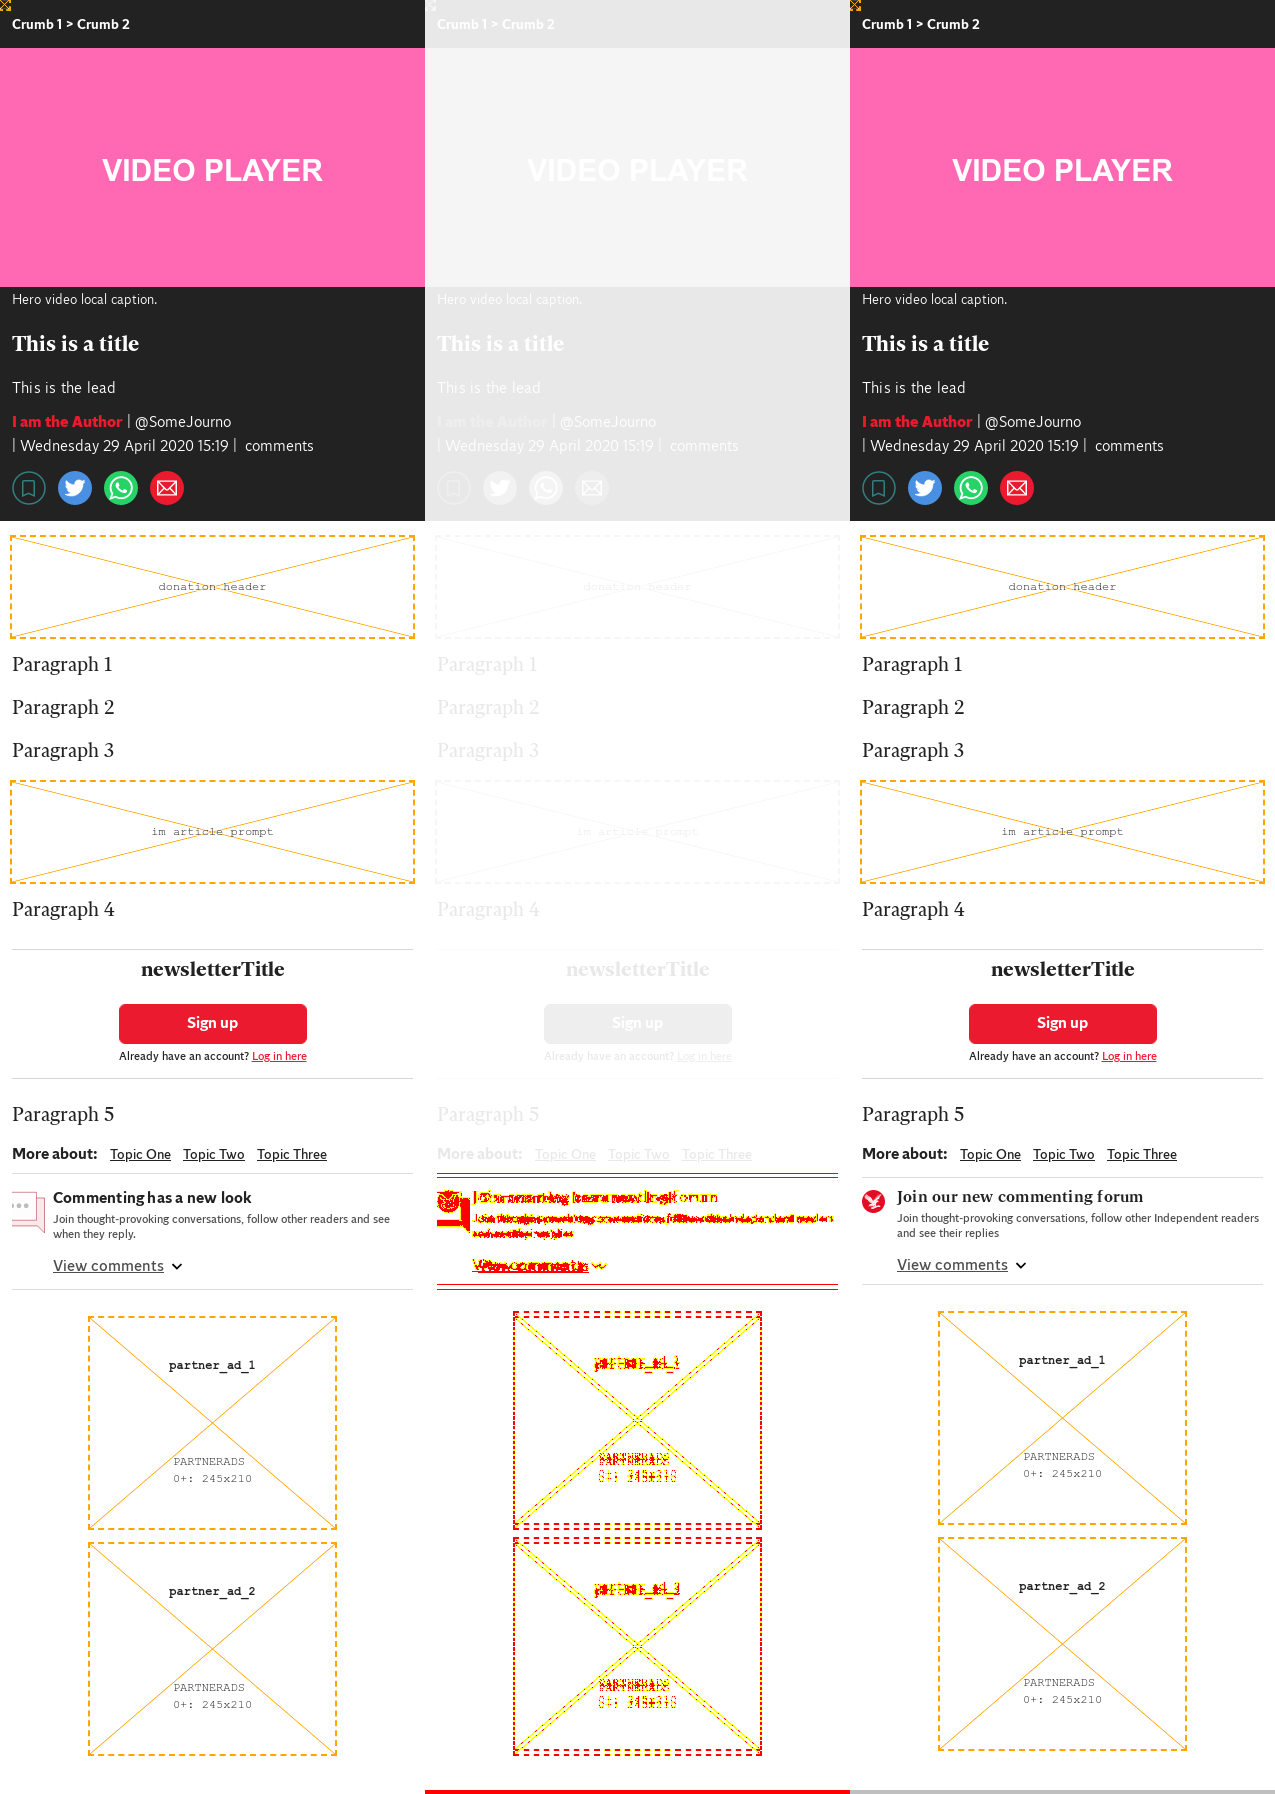 Crumb 1 > Crumb 2
VIDEO PLAYER
Hero video local caption.
This is a title
This is the lead
I am the Author | @SomeJourno
| Wednesday 29 April 2020 15:19 | comments
donation header
Paragraph 1
Paragraph 2
Paragraph 3
im article prompt
Paragraph 4
newsletterTitle
Sign up
Already have an account? Log in here
Paragraph 5
More about: Topic One Topic Two Topic Three
Commenting has a new look
Join thought-provoking conversations, follow other readers and see
when they reply.
View comments
partner_ad_1
PARTNERADS
0+: 245x210
partner_ad_2
PARTNERADS
0+: 245x210
Crumb 1 > Crumb 2
VIDEO PLAYER
Hero video local caption.
This is a title
This is the lead
I am the Author | @SomeJourno
| Wednesday 29 April 2020 15:19 | comments
donation header
Paragraph 1
Paragraph 2
Paragraph 3
im article prompt
Paragraph 4
newsletterTitle
Sign up
Already have an account? Log in here
Paragraph 5
More about: Topic One Topic Two Topic Three
Crumb 1 > Crumb 2
VIDEO PLAYER
Hero video local caption.
This is a title
This is the lead
I am the Author | @SomeJourno
| Wednesday 29 April 2020 15:19 | comments
donation header
Paragraph 1
Paragraph 2
Paragraph 3
im article prompt
Paragraph 4
newsletterTitle
Sign up
Already have an account? Log in here
Paragraph 5
More about: Topic One Topic Two Topic Three
Join our new commenting forum
Join thought-provoking conversations, follow other Independent readers
and see their replies
View comments
partner_ad_1
PARTNERADS
0+: 245x210
partner_ad_2
PARTNERADS
0+: 245x210